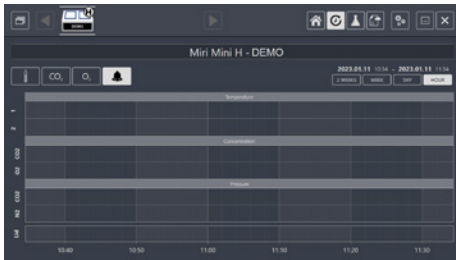 H
DEMO
Miri Mini H - DEMO
CO₂ O₂
2023.01.11 10:34 - 2023.01.11 11:34
2 WEEKS WEEK DAY HOUR
Temperature
1
2
Concentration
CO2
O2
Pressure
CO2
N2
Lid
10:40 10:50 11:00 11:10 11:20 11:30